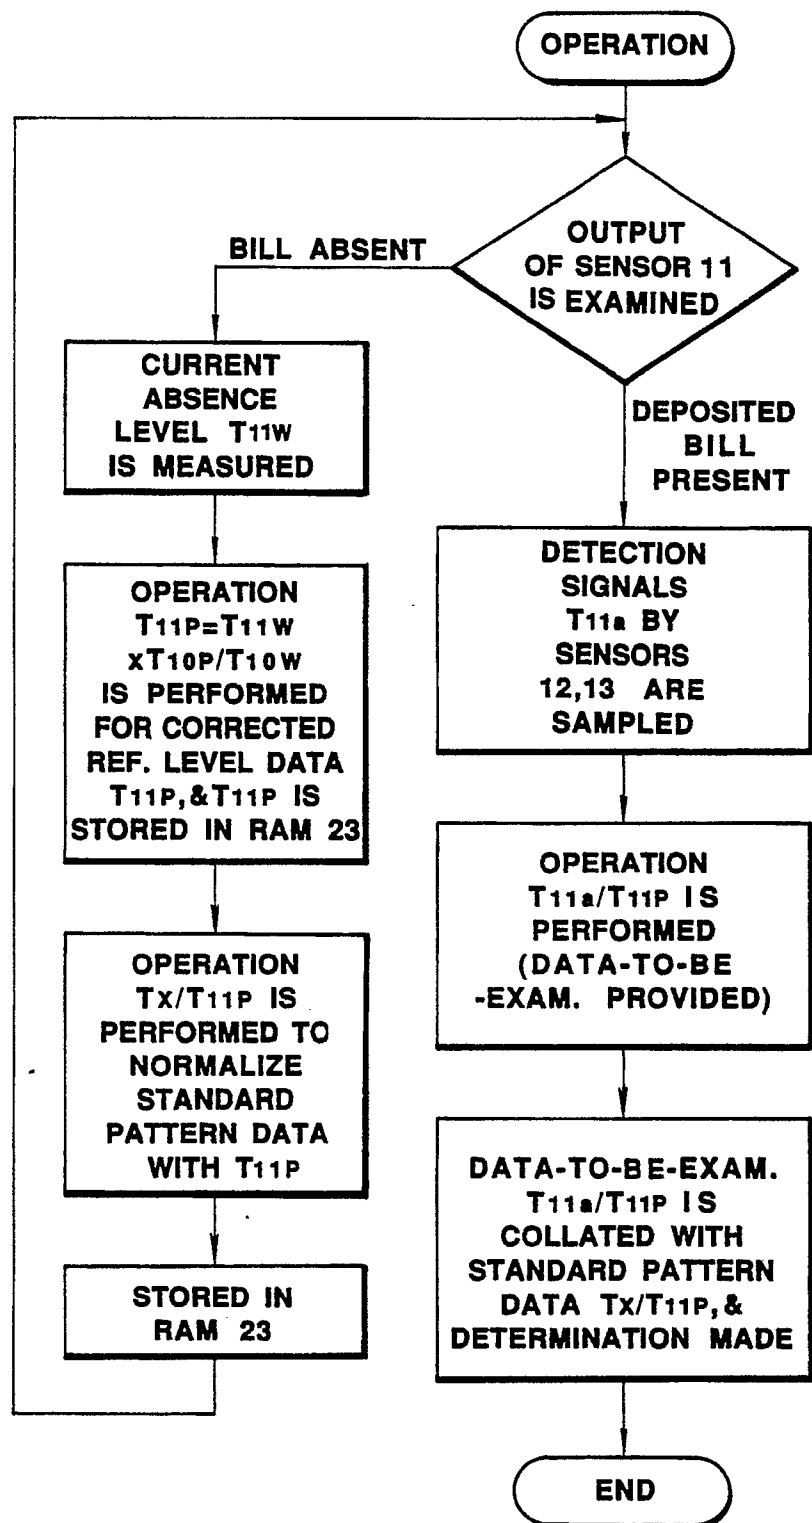 OPERATION
OUTPUT
OF SENSOR 11
IS EXAMINED
BILL ABSENT
CURRENT
ABSENCE
LEVEL T11W
IS MEASURED
OPERATION
T11P=T11W
xT10P/T10W
IS PERFORMED
FOR CORRECTED
REF. LEVEL DATA
T11P,&T11P IS
STORED IN RAM 23
OPERATION
TX/T11P IS
PERFORMED TO
NORMALIZE
STANDARD
PATTERN DATA
WITH T11P
STORED IN
RAM 23
DEPOSITED
BILL
PRESENT
DETECTION
SIGNALS
T11a BY
SENSORS
12,13 ARE
SAMPLED
OPERATION
T11a/T11P IS
PERFORMED
(DATA-TO-BE
-EXAM. PROVIDED)
DATA-TO-BE-EXAM.
T11a/T11P IS
COLLATED WITH
STANDARD PATTERN
DATA TX/T11P,&
DETERMINATION MADE
END